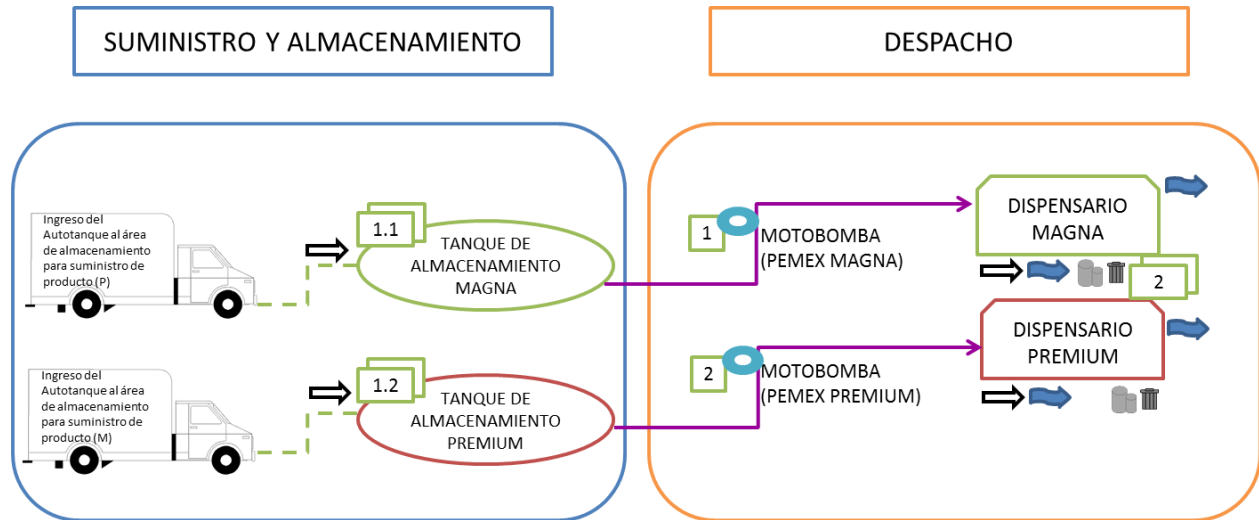 SUMINISTRO Y ALMACENAMIENTO
DESPACHO
Ingreso del
Autotanque al área
de almacenamiento
para suministro de
producto (P)
1.1
TANQUE DE
ALMACENAMIENTO
MAGNA
1
MOTOBOMBA
(PEMEX MAGNA)
DISPENSARIO
MAGNA
2
Ingreso del
Autotanque al área
de almacenamiento
para suministro de
producto (M)
1.2
TANQUE DE
ALMACENAMIENTO
PREMIUM
2
MOTOBOMBA
(PEMEX PREMIUM)
DISPENSARIO
PREMIUM